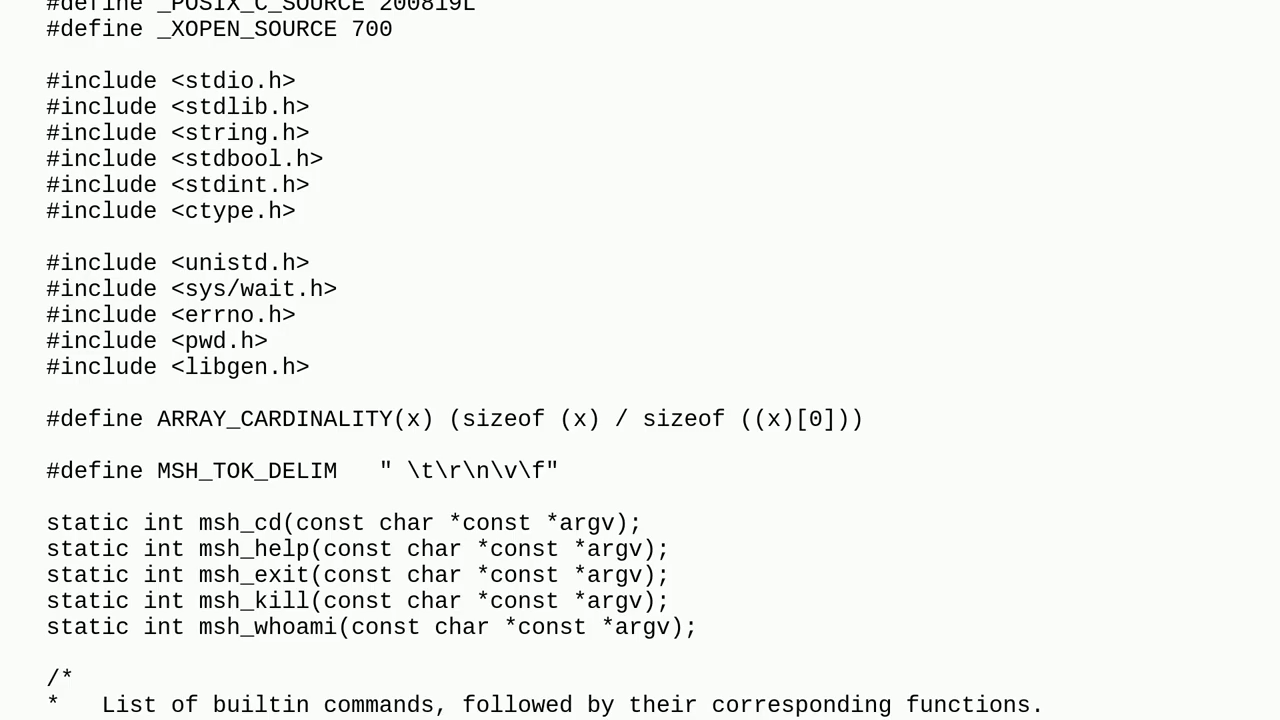 #define _POSIX_C_SOURCE 200819L
#define _XOPEN_SOURCE 700

#include <stdio.h>
#include <stdlib.h>
#include <string.h>
#include <stdbool.h>
#include <stdint.h>
#include <ctype.h>

#include <unistd.h>
#include <sys/wait.h>
#include <errno.h>
#include <pwd.h>
#include <libgen.h>

#define ARRAY_CARDINALITY(x) (sizeof (x) / sizeof ((x)[0]))

#define MSH_TOK_DELIM   " \t\r\n\v\f"

static int msh_cd(const char *const *argv);
static int msh_help(const char *const *argv);
static int msh_exit(const char *const *argv);
static int msh_kill(const char *const *argv);
static int msh_whoami(const char *const *argv);

/*
*   List of builtin commands, followed by their corresponding functions.